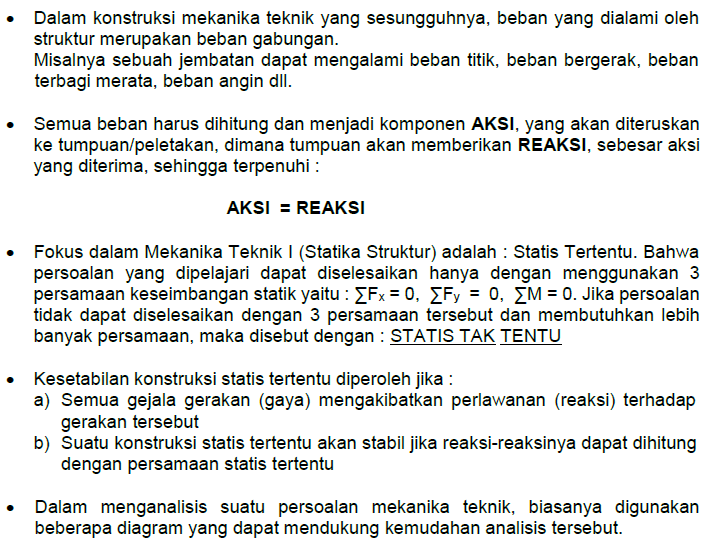 • Dalam konstruksi mekanika teknik yang sesungguhnya, beban yang dialami oleh
struktur merupakan beban gabungan.
Misalnya sebuah jembatan dapat mengalami beban titik, beban bergerak, beban
terbagi merata, beban angin dll.
• Semua beban harus dihitung dan menjadi komponen AKSI, yang akan diteruskan
ke tumpuan/peletakan, dimana tumpuan akan memberikan REAKSI, sebesar aksi
yang diterima, sehingga terpenuhi :
AKSI = REAKSI
• Fokus dalam Mekanika Teknik I (Statika Struktur) adalah : Statis Tertentu. Bahwa
persoalan yang dipelajari dapat diselesaikan hanya dengan menggunakan 3
persamaan keseimbangan statik yaitu : ∑Fx = 0, ∑Fy = 0, ∑M = 0. Jika persoalan
tidak dapat diselesaikan dengan 3 persamaan tersebut dan membutuhkan lebih
banyak persamaan, maka disebut dengan : STATIS TAK TENTU
• Kesetabilan konstruksi statis tertentu diperoleh jika :
a) Semua gejala gerakan (gaya) mengakibatkan perlawanan (reaksi) terhadap
gerakan tersebut
b) Suatu konstruksi statis tertentu akan stabil jika reaksi-reaksinya dapat dihitung
dengan persamaan statis tertentu
• Dalam menganalisis suatu persoalan mekanika teknik, biasanya digunakan
beberapa diagram yang dapat mendukung kemudahan analisis tersebut.